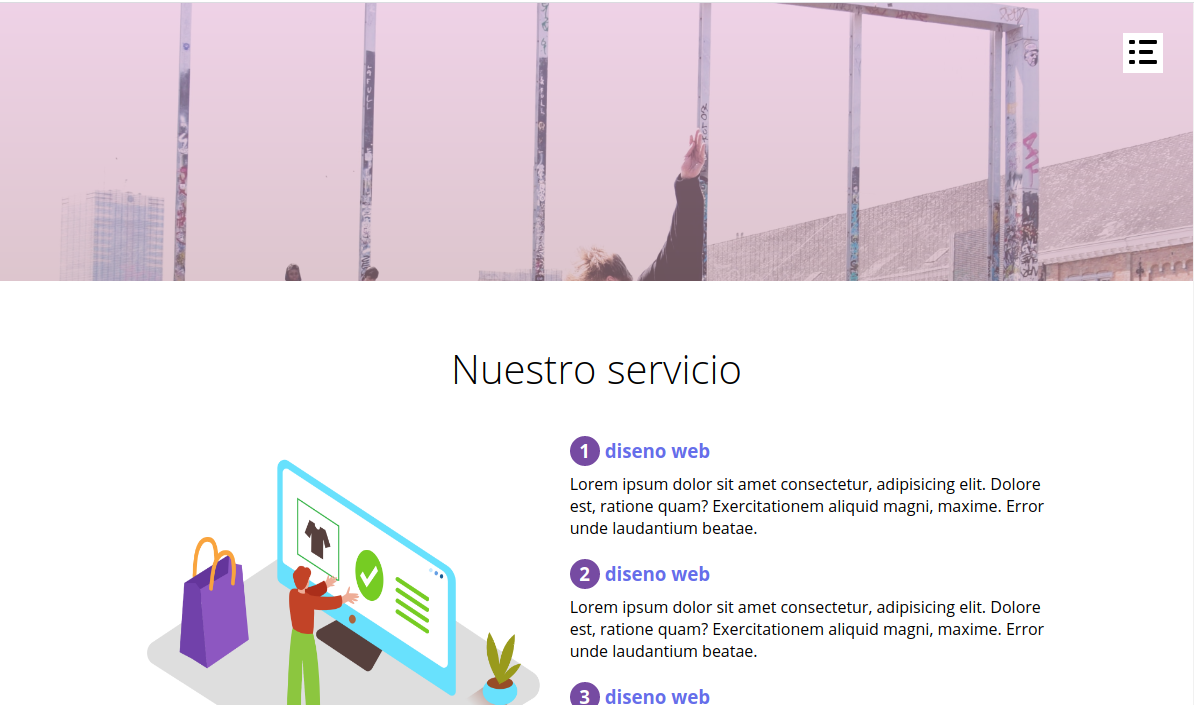 Nuestro servicio
1 diseno web
Lorem ipsum dolor sit amet consectetur, adipisicing elit. Dolore
est, ratione quam? Exercitationem aliquid magni, maxime. Error
unde laudantium beatae.
2 diseno web
Lorem ipsum dolor sit amet consectetur, adipisicing elit. Dolore
est, ratione quam? Exercitationem aliquid magni, maxime. Error
unde laudantium beatae.
3 diseno web